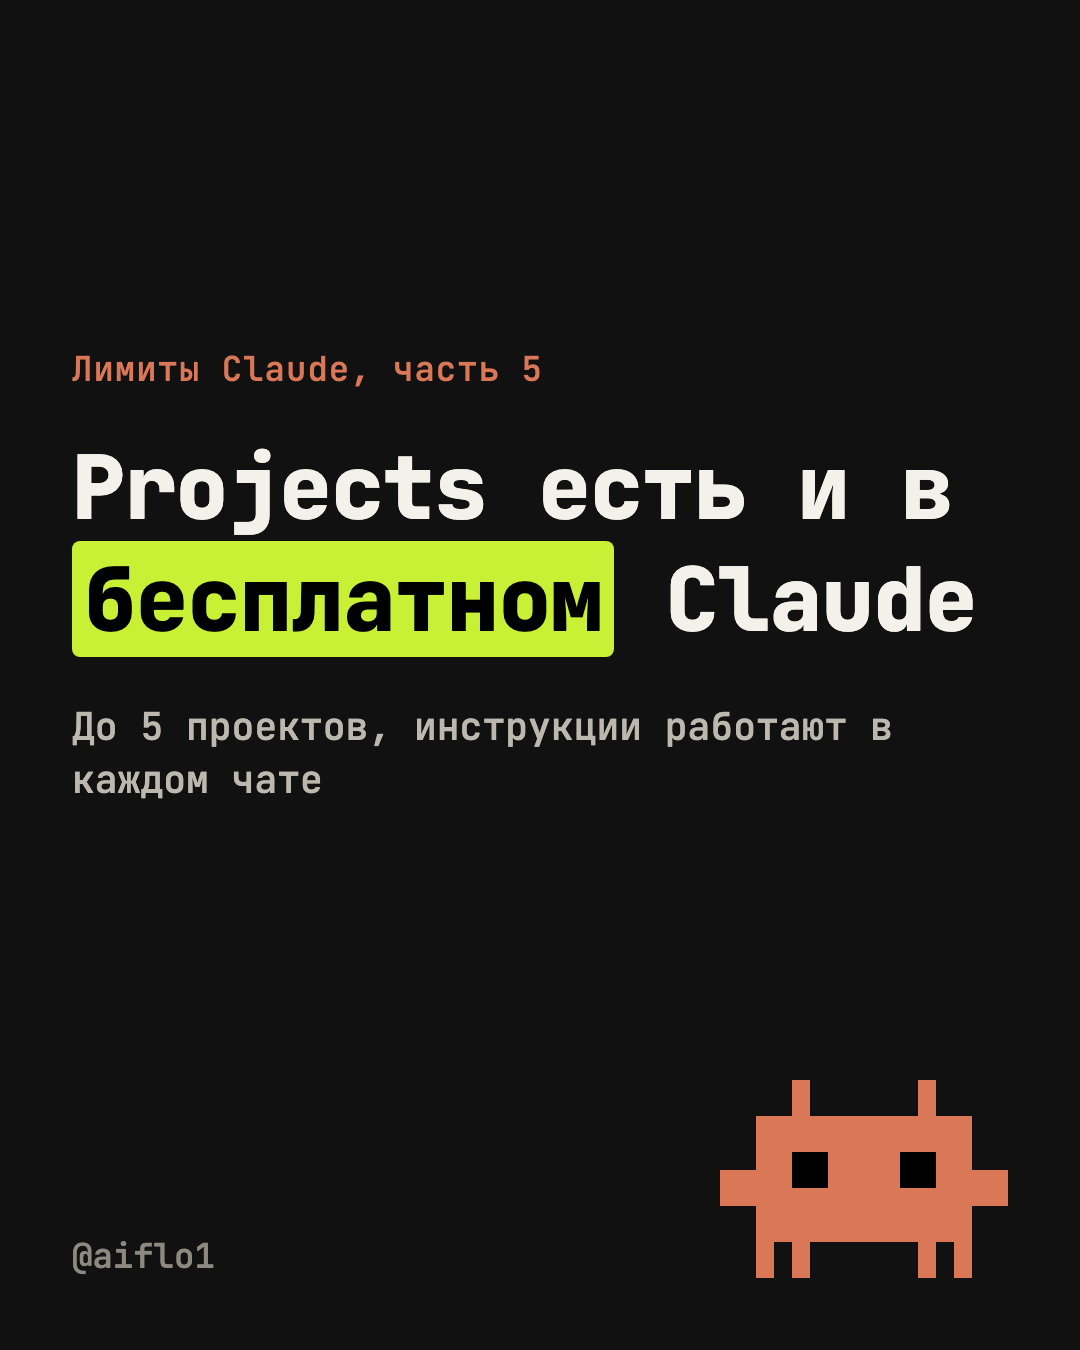 Лимиты Claude, часть 5
Projects есть и в
бесплатном Claude
До 5 проектов, инструкции работают в
каждом чате
@aiflo1